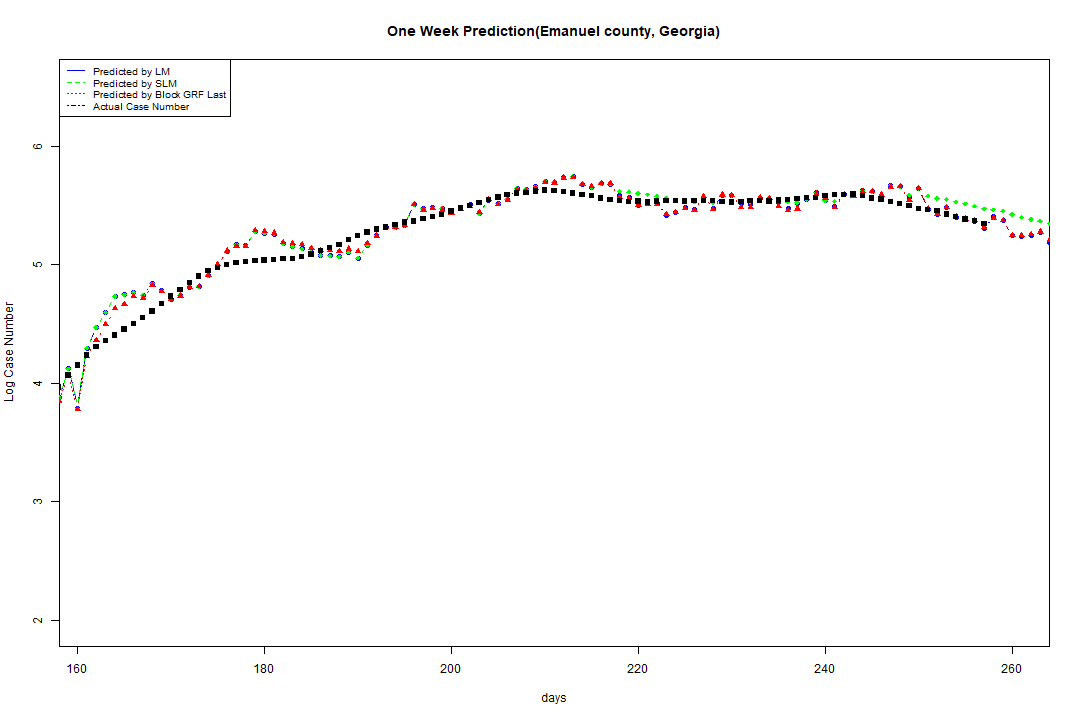 One Week Prediction(Emanuel county, Georgia)
Predicted by LM
Predicted by SLM
Predicted by Block GRF Last
Actual Case Number
6
5
4
3
2
Log Case Number
160 180 200 220 240 260
days